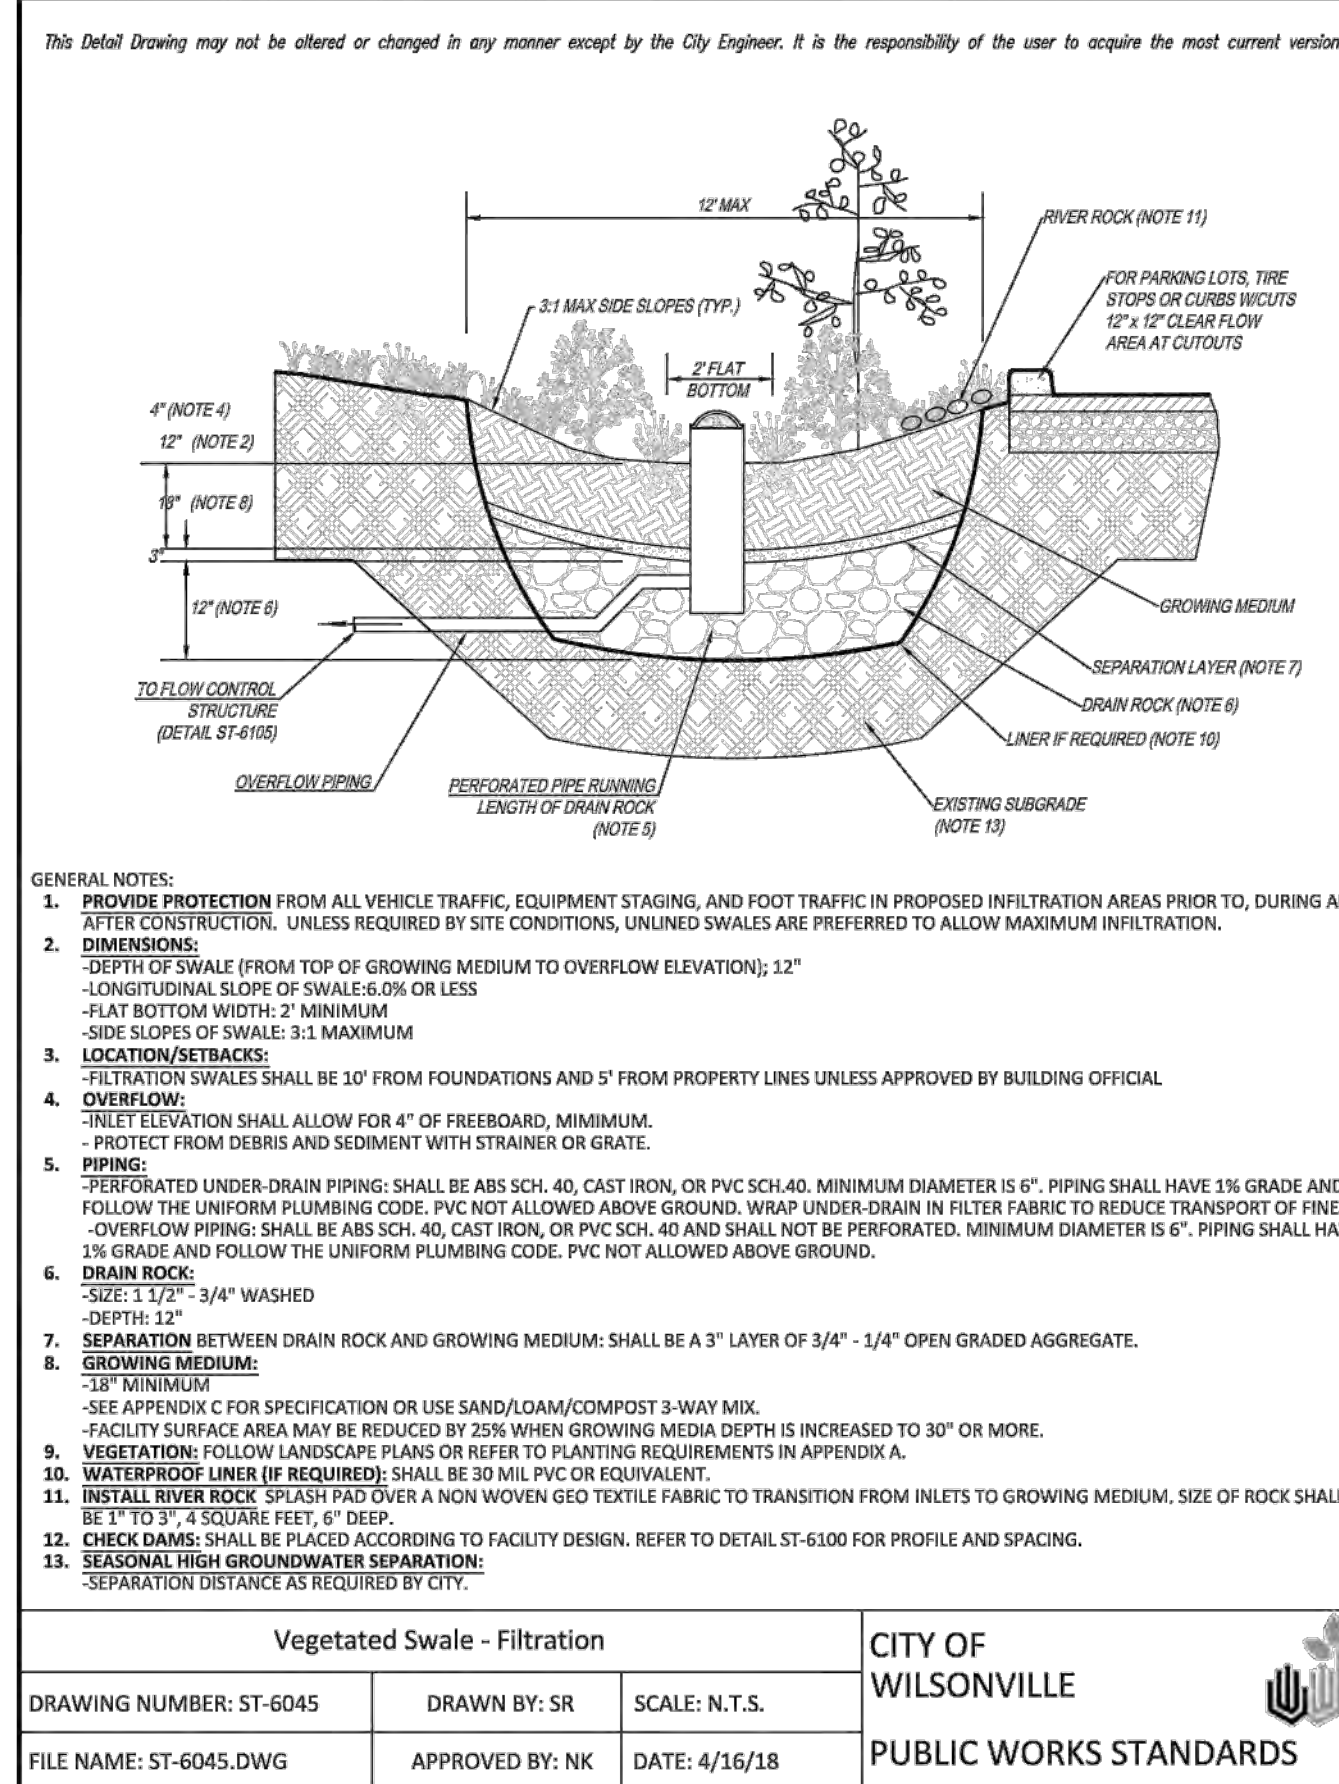 This Detail Drawing may not be altered or changed in any manner except by the City Engineer. It is the responsibility of the user to acquire the most current version
12' MAX
RIVER ROCK (NOTE 11)
FOR PARKING LOTS, TIRE
STOPS OR CURBS W/CUTS
12" x 12" CLEAR FLOW
AREA AT CUTOUTS
3:1 MAX SIDE SLOPES (TYP.)
2' FLAT
BOTTOM
4" (NOTE 4)
12" (NOTE 2)
18" (NOTE 8)
3"
12" (NOTE 6)
GROWING MEDIUM
SEPARATION LAYER (NOTE 7)
DRAIN ROCK (NOTE 6)
LINER IF REQUIRED (NOTE 10)
TO FLOW CONTROL
STRUCTURE
(DETAIL ST-6105)
OVERFLOW PIPING
PERFORATED PIPE RUNNING
LENGTH OF DRAIN ROCK
(NOTE 5)
EXISTING SUBGRADE
(NOTE 13)
GENERAL NOTES:
1. PROVIDE PROTECTION FROM ALL VEHICLE TRAFFIC, EQUIPMENT STAGING, AND FOOT TRAFFIC IN PROPOSED INFILTRATION AREAS PRIOR TO, DURING
AFTER CONSTRUCTION. UNLESS REQUIRED BY SITE CONDITIONS, UNLINED SWALES ARE PREFERRED TO ALLOW MAXIMUM INFILTRATION.
2. DIMENSIONS:
-DEPTH OF SWALE (FROM TOP OF GROWING MEDIUM TO OVERFLOW ELEVATION); 12"
-LONGITUDINAL SLOPE OF SWALE:6.0% OR LESS
-FLAT BOTTOM WIDTH: 2' MINIMUM
-SIDE SLOPES OF SWALE: 3:1 MAXIMUM
3. LOCATION/SETBACKS:
-FILTRATION SWALES SHALL BE 10' FROM FOUNDATIONS AND 5' FROM PROPERTY LINES UNLESS APPROVED BY BUILDING OFFICIAL
4. OVERFLOW:
-INLET ELEVATION SHALL ALLOW FOR 4" OF FREEBOARD, MIMIMUM.
- PROTECT FROM DEBRIS AND SEDIMENT WITH STRAINER OR GRATE.
5. PIPING:
-PERFORATED UNDER-DRAIN PIPING: SHALL BE ABS SCH. 40, CAST IRON, OR PVC SCH.40. MINIMUM DIAMETER IS 6". PIPING SHALL HAVE 1% GRADE AND
FOLLOW THE UNIFORM PLUMBING CODE. PVC NOT ALLOWED ABOVE GROUND. WRAP UNDER-DRAIN IN FILTER FABRIC TO REDUCE TRANSPORT OF FINE
-OVERFLOW PIPING: SHALL BE ABS SCH. 40, CAST IRON, OR PVC SCH. 40 AND SHALL NOT BE PERFORATED. MINIMUM DIAMETER IS 6". PIPING SHALL HA
1% GRADE AND FOLLOW THE UNIFORM PLUMBING CODE. PVC NOT ALLOWED ABOVE GROUND.
6. DRAIN ROCK:
-SIZE: 1 1/2" - 3/4" WASHED
-DEPTH: 12"
7. SEPARATION BETWEEN DRAIN ROCK AND GROWING MEDIUM: SHALL BE A 3" LAYER OF 3/4" - 1/4" OPEN GRADED AGGREGATE.
8. GROWING MEDIUM:
-18" MINIMUM
-SEE APPENDIX C FOR SPECIFICATION OR USE SAND/LOAM/COMPOST 3-WAY MIX.
-FACILITY SURFACE AREA MAY BE REDUCED BY 25% WHEN GROWING MEDIA DEPTH IS INCREASED TO 30" OR MORE.
9. VEGETATION: FOLLOW LANDSCAPE PLANS OR REFER TO PLANTING REQUIREMENTS IN APPENDIX A.
10. WATERPROOF LINER (IF REQUIRED): SHALL BE 30 MIL PVC OR EQUIVALENT.
11. INSTALL RIVER ROCK SPLASH PAD OVER A NON WOVEN GEO TEXTILE FABRIC TO TRANSITION FROM INLETS TO GROWING MEDIUM. SIZE OF ROCK SHALL
BE 1" TO 3", 4 SQUARE FEET, 6" DEEP.
12. CHECK DAMS: SHALL BE PLACED ACCORDING TO FACILITY DESIGN. REFER TO DETAIL ST-6100 FOR PROFILE AND SPACING.
13. SEASONAL HIGH GROUNDWATER SEPARATION:
-SEPARATION DISTANCE AS REQUIRED BY CITY.
Vegetated Swale - Filtration
DRAWING NUMBER: ST-6045
DRAWN BY: SR
SCALE: N.T.S.
FILE NAME: ST-6045.DWG
APPROVED BY: NK
DATE: 4/16/18
CITY OF
WILSONVILLE
PUBLIC WORKS STANDARDS